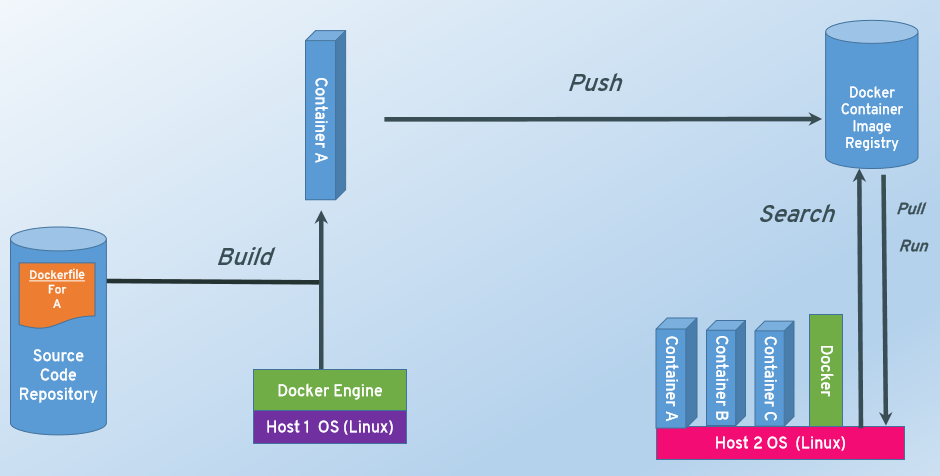 Container A
Push
Docker
Container
Image
Registry
Search
Pull
Run
Build
Dockerfile
For
A
Source
Code
Repository
Docker Engine
Host 1 OS (Linux)
Container A
Container B
Container C
Docker
Host 2 OS (Linux)